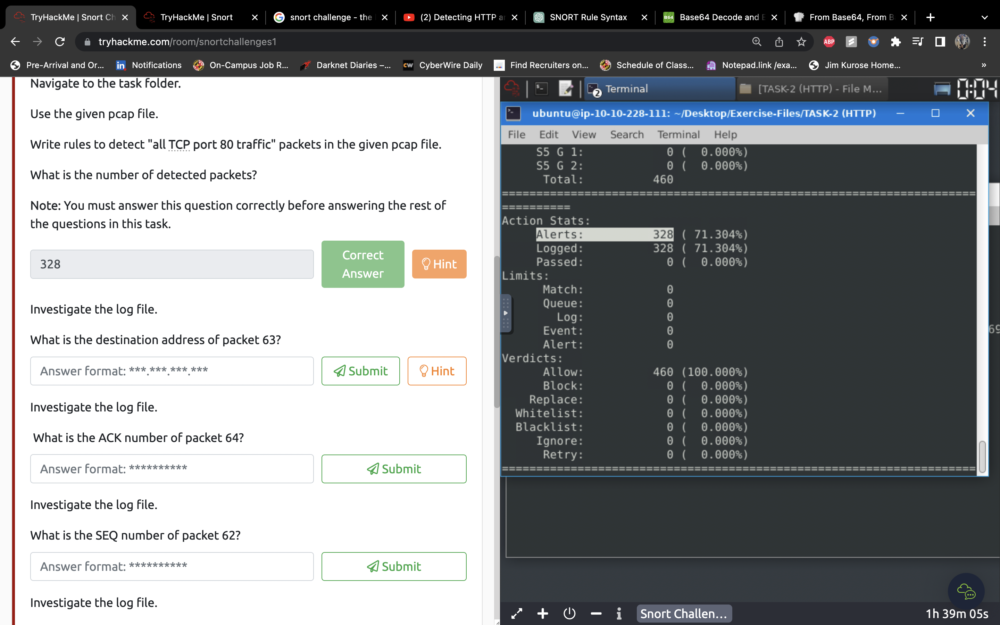 TryHackMe | Snort Ch
TryHackMe | Snort
snort challenge - the
(2) Detecting HTTP a
SNORT Rule Syntax
B64 Base64 Decode and E
From Base64, From B
tryhackme.com/room/snortchallenges1
ABP
Pre-Arrival and Or...
in Notifications
On-Campus Job R...
Darknet Diaries –...
CW CyberWire Daily
Find Recruiters on...
Schedule of Class...
Notepad.link /exa...
Jim Kurose Home...
»
Navigate to the task folder.
Use the given pcap file.
Write rules to detect "all TCP port 80 traffic" packets in the given pcap file.
What is the number of detected packets?
Note: You must answer this question correctly before answering the rest of
the questions in this task.
328
Correct
Answer
Hint
Investigate the log file.
What is the destination address of packet 63?
Answer format: ***.***.***.***
Submit
Hint
Investigate the log file.
What is the ACK number of packet 64?
Answer format: **********
Submit
Investigate the log file.
What is the SEQ number of packet 62?
Answer format: **********
Submit
Investigate the log file.
2 Terminal
[TASK-2 (HTTP) - File M...
0:04
ubuntu@ip-10-10-228-111: ~/Desktop/Exercise-Files/TASK-2 (HTTP)
File Edit View Search Terminal Help
S5 G 1: 0 ( 0.000%)
S5 G 2: 0 ( 0.000%)
Total: 460
Action Stats:
Alerts: 328 ( 71.304%)
Logged: 328 ( 71.304%)
Passed: 0 ( 0.000%)
Limits:
Match: 0
Queue: 0
Log: 0
Event: 0
Alert: 0
Verdicts:
Allow: 460 (100.000%)
Block: 0 ( 0.000%)
Replace: 0 ( 0.000%)
Whitelist: 0 ( 0.000%)
Blacklist: 0 ( 0.000%)
Ignore: 0 ( 0.000%)
Retry: 0 ( 0.000%)
69
Snort Challen...
1h 39m 05s